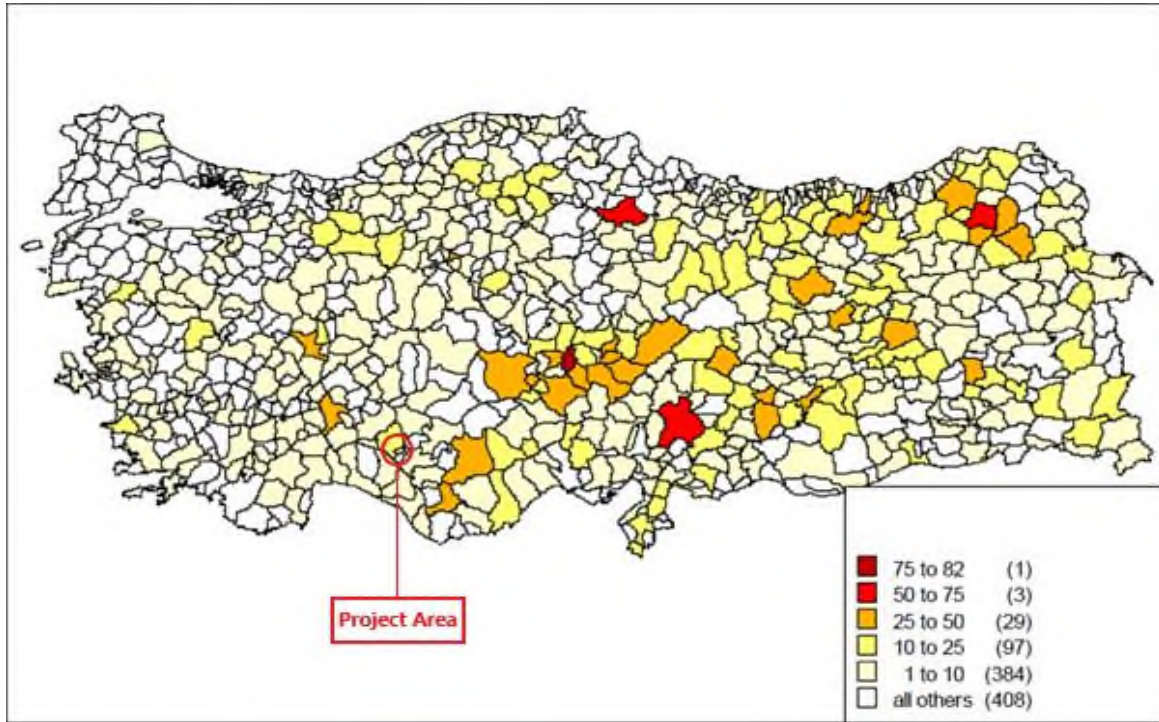 Project Area
75 to 82 (1)
50 to 75 (3)
25 to 50 (29)
10 to 25 (97)
1 to 10 (384)
all others (408)